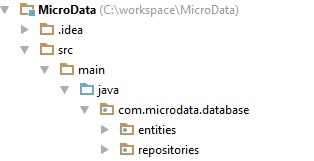 MicroData (C:\workspace\MicroData)
.idea
src
main
java
com.microdata.database
entities
repositories